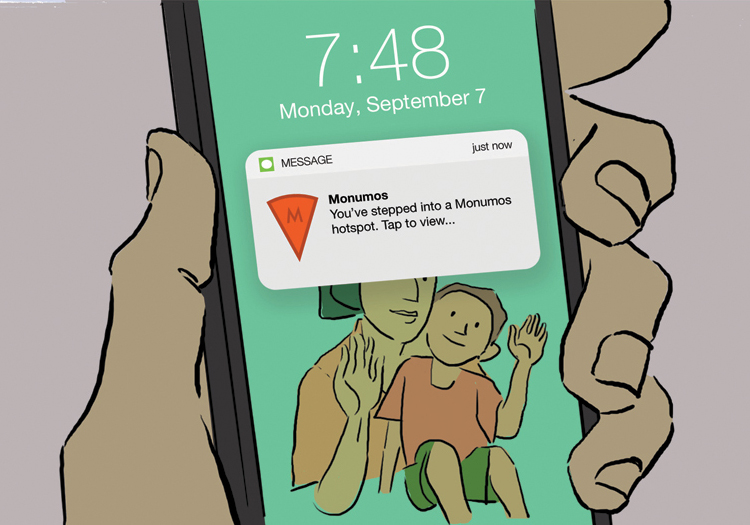 7:48
Monday, September 7
MESSAGE
just now
M
Monumos
You've stepped into a Monumos
hotspot. Tap to view...